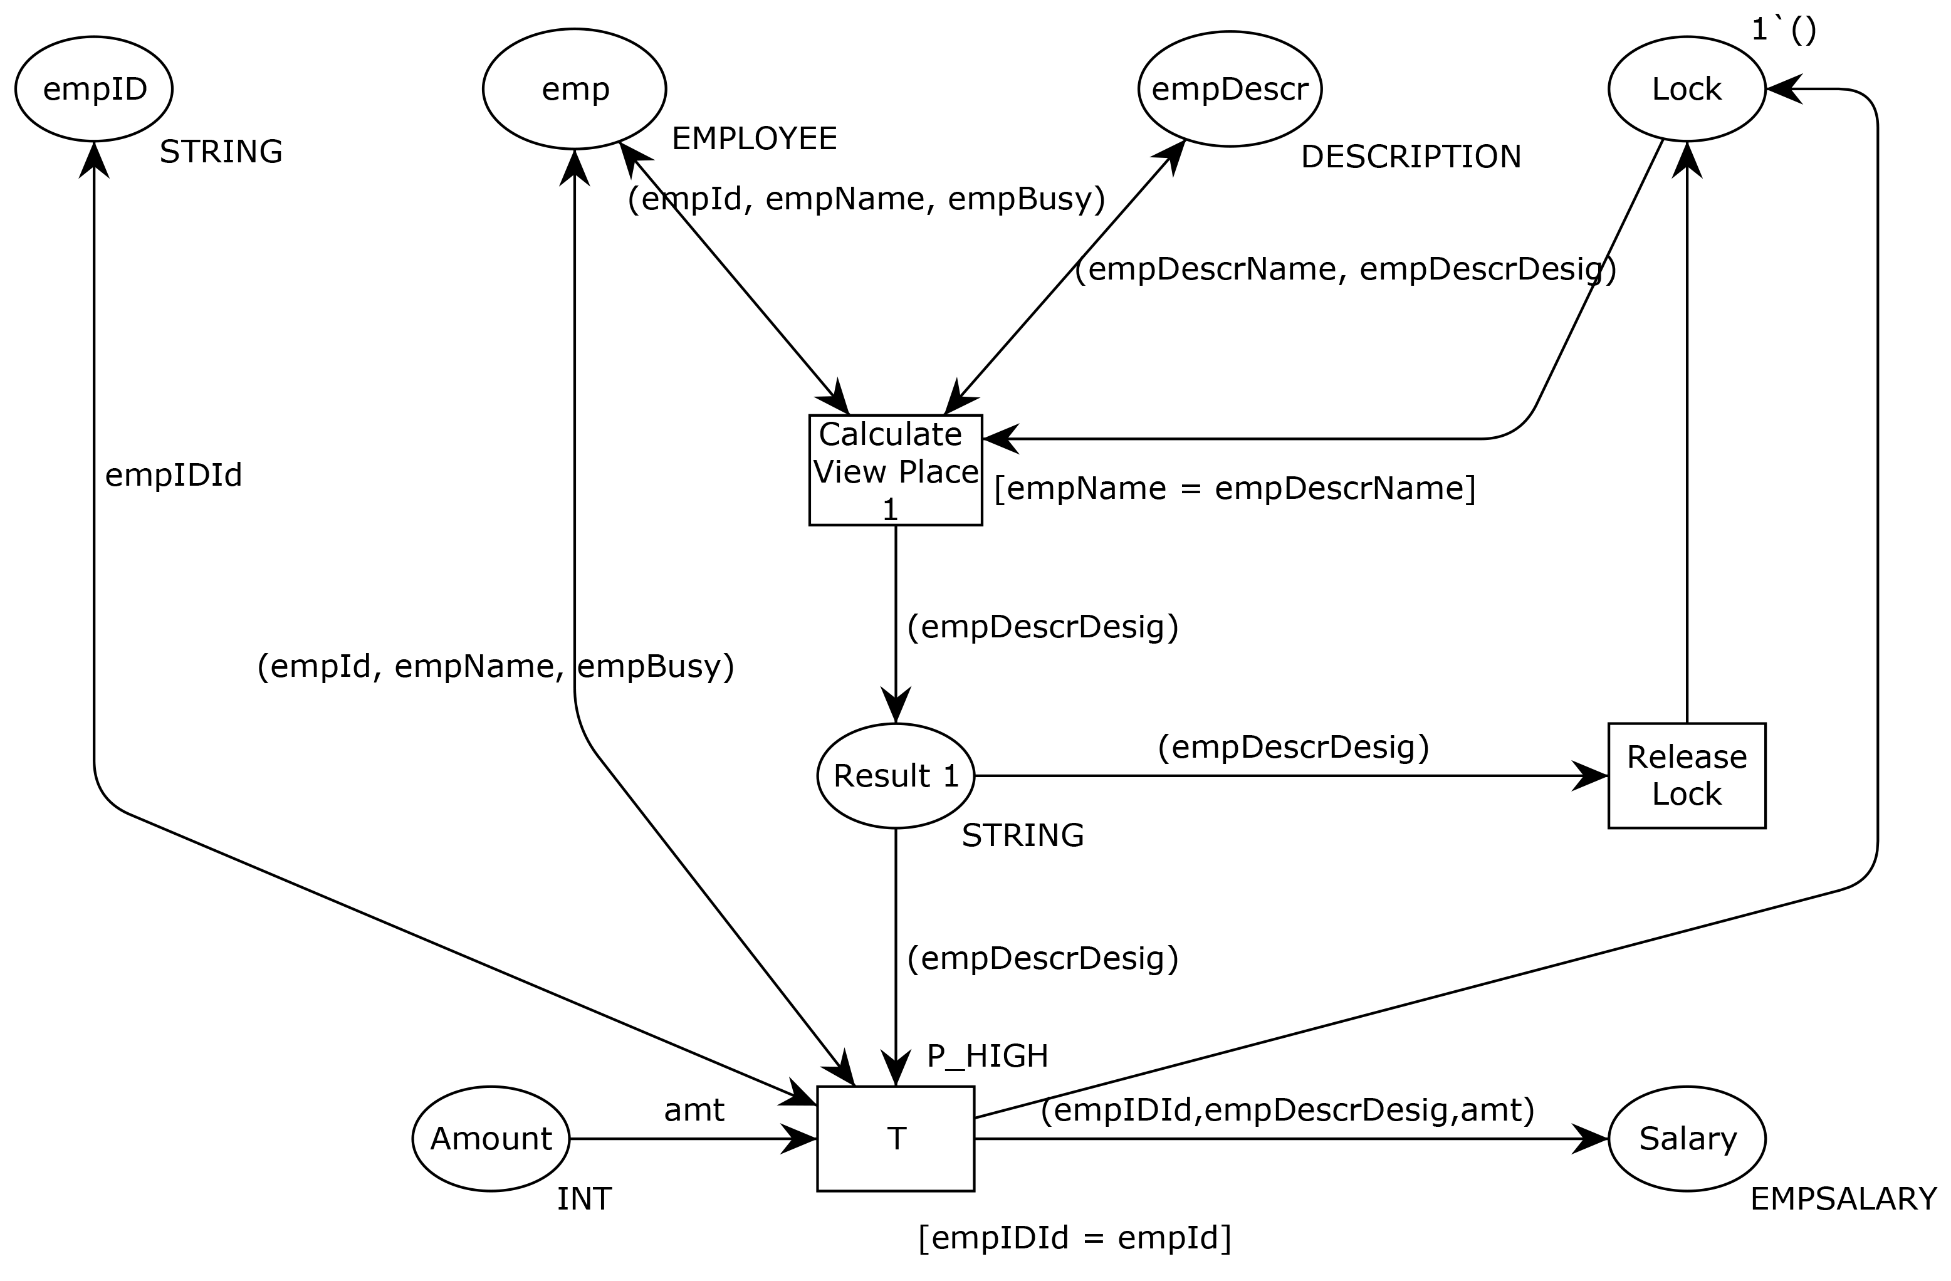 1`()
empID
emp
empDescr
Lock
STRING
EMPLOYEE
DESCRIPTION
(empId, empName, empBusy)
(empDescrName, empDescrDesig)
Calculate
View Place
1
empIDId
[empName = empDescrName]
(empDescrDesig)
(empId, empName, empBusy)
(empDescrDesig)
Result 1
Release
Lock
STRING
(empDescrDesig)
P_HIGH
amt
(empIDId,empDescrDesig,amt)
Amount
T
Salary
INT
EMPSALARY
[empIDId = empId]